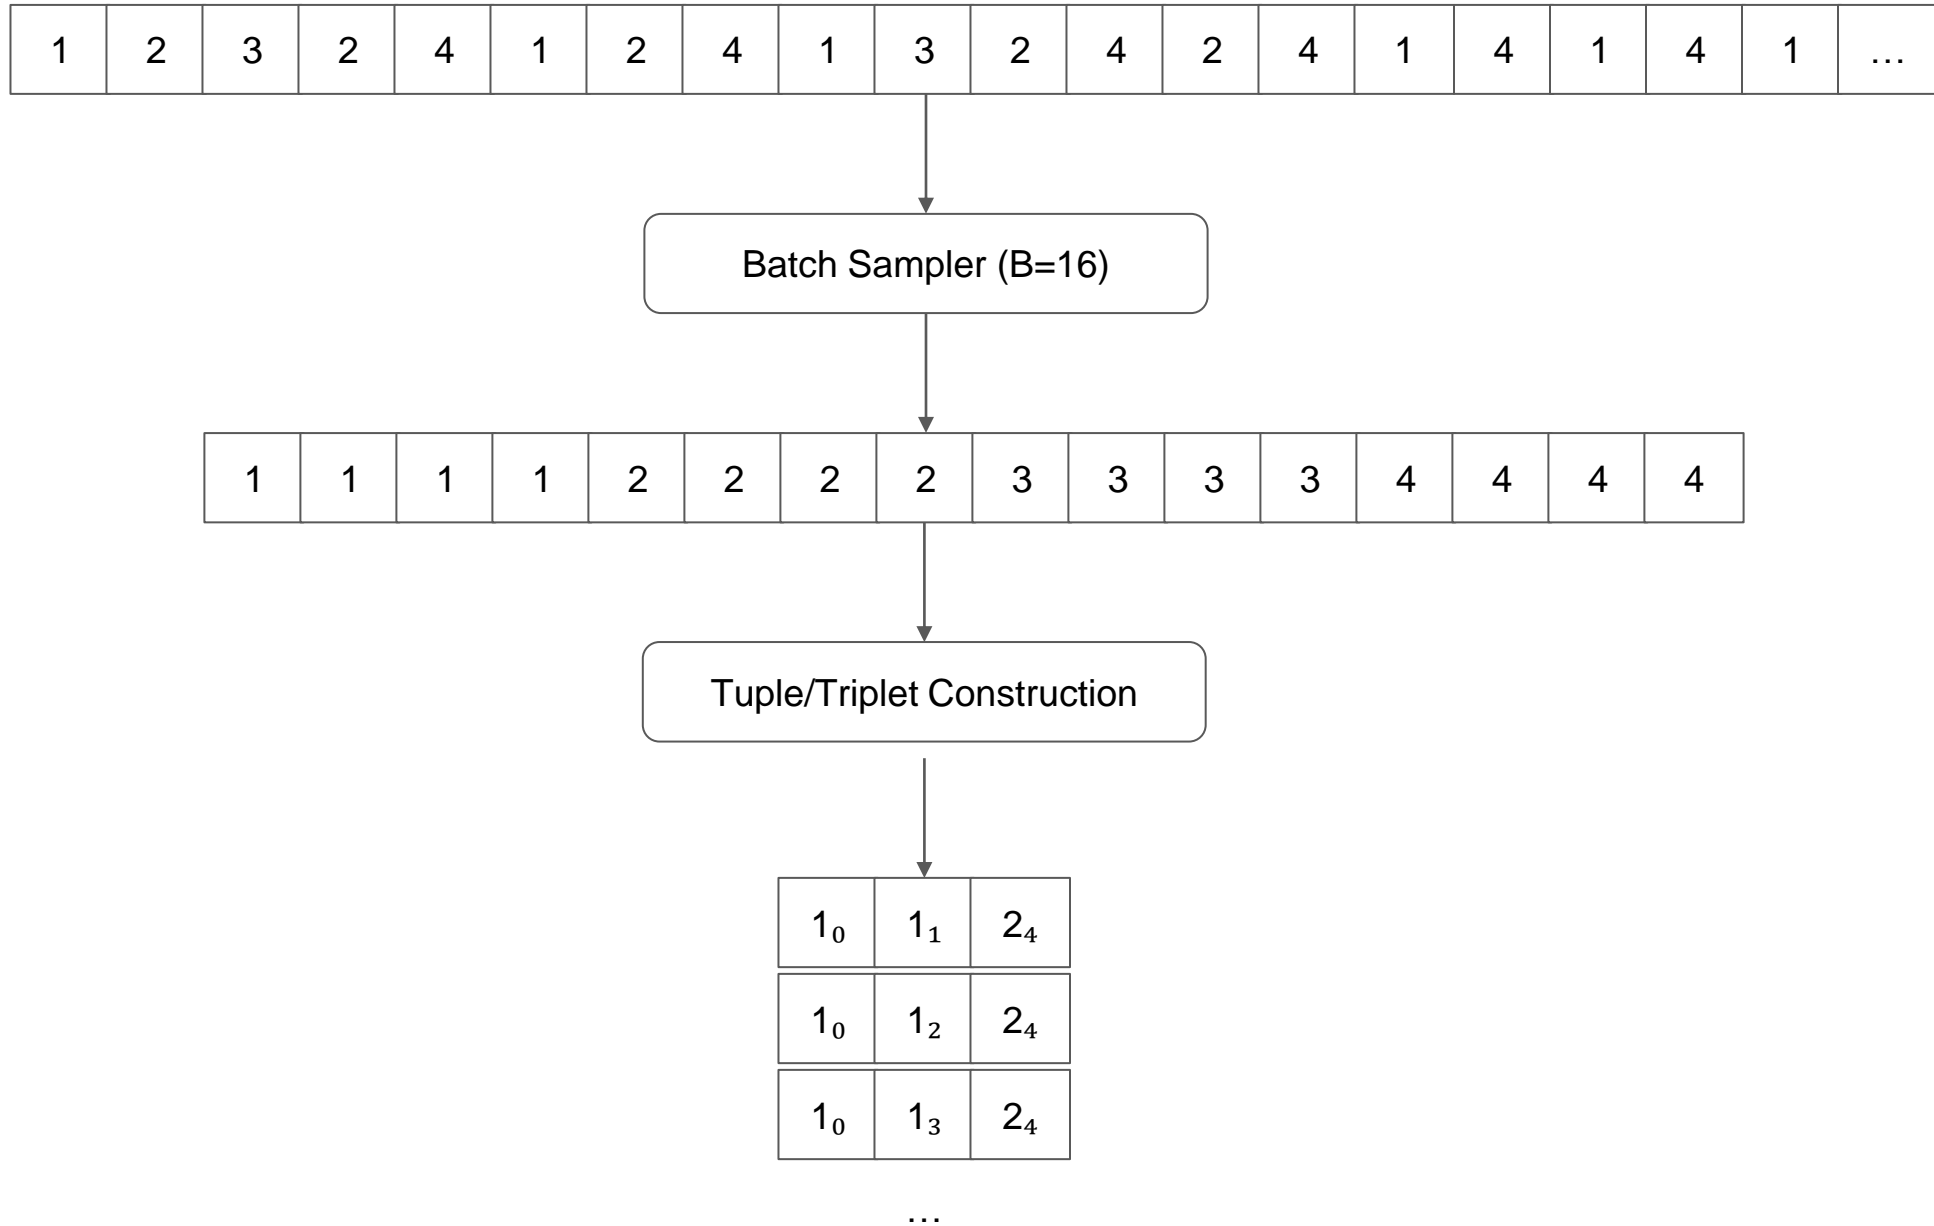 1 2 3 2 4 1 2 4 1 3 2 4 2 4 1 4 1 4 1 …
Batch Sampler (B=16)
1 1 1 1 2 2 2 2 3 3 3 3 4 4 4 4
Tuple/Triplet Construction
1₀ 1₁ 2₄
1₀ 1₂ 2₄
1₀ 1₃ 2₄
...